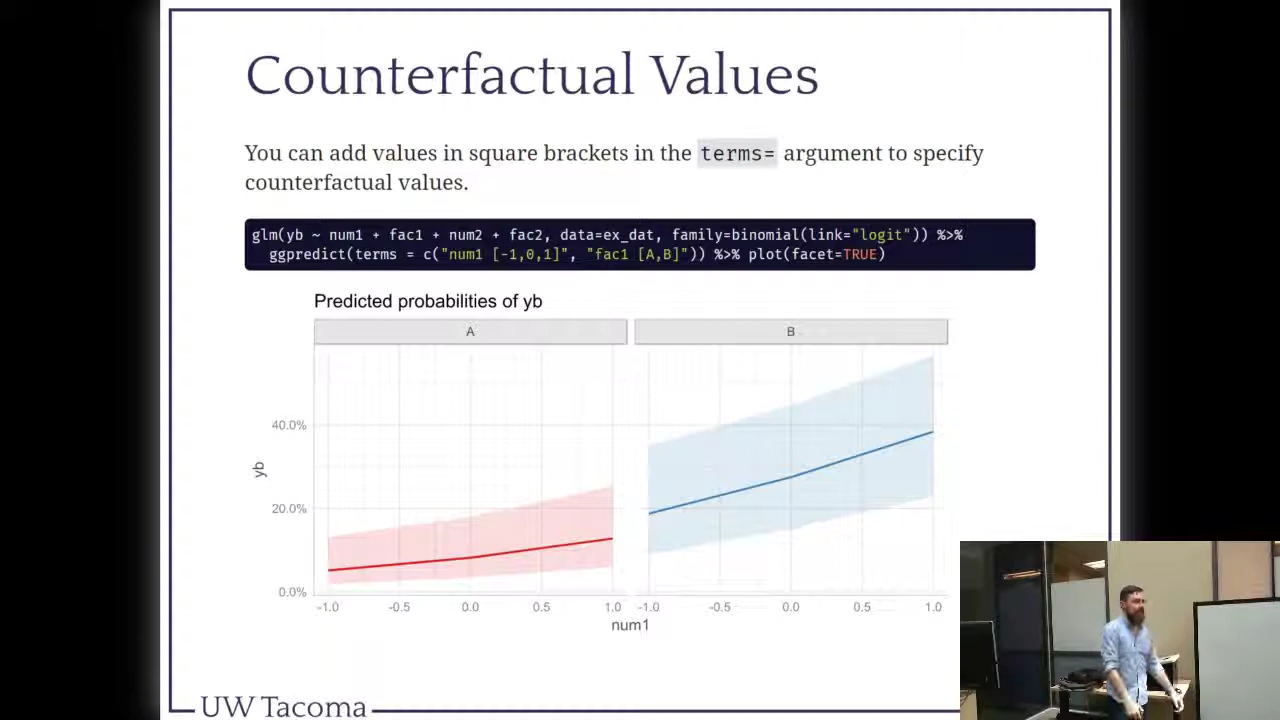 Counterfactual Values
You can add values in square brackets in the terms= argument to specify
counterfactual values.
glm(yb ~ num1 + fac1 + num2 + fac2, data=ex_dat, family=binomial(link="logit")) %>%
ggpredict(terms = c("num1 [-1,0,1]", "fac1 [A,B]")) %>% plot(facet=TRUE)
Predicted probabilities of yb
A B
40.0%
20.0%
0.0%
yb
-1.0 -0.5 0.0 0.5 1.0 -1.0 -0.5 0.0 0.5 1.0
num1
UW Tacoma